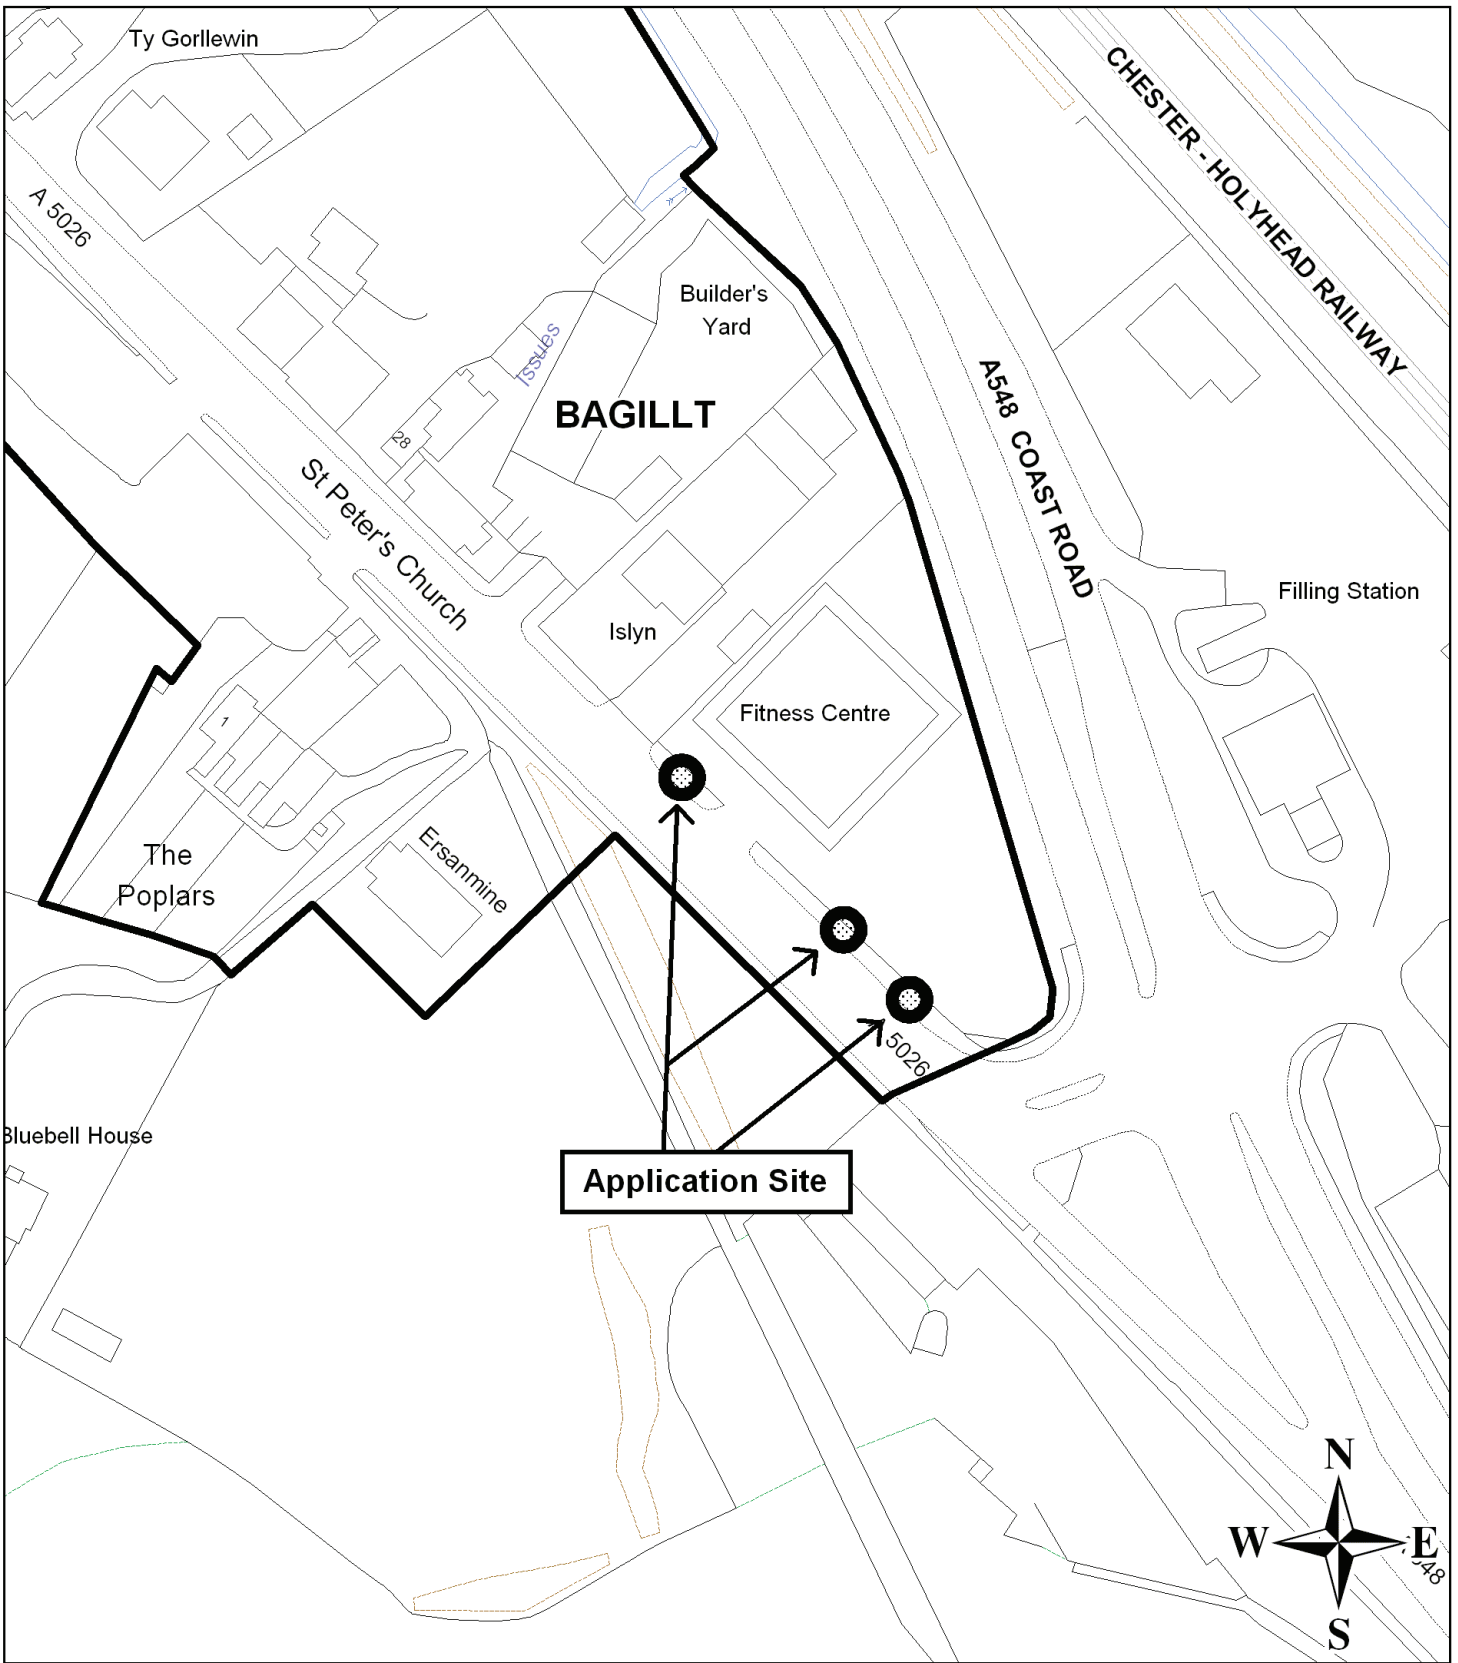 Ty Gorllewin
CHESTER - HOLYHEAD RAILWAY
A 5026
Builder's
Yard
Issues
BAGILLT
A548 COAST ROAD
28
St Peter's Church
Filling Station
Islyn
1
Fitness Centre
The
Poplars
Ersanmine
5026
Bluebell House
Application Site
N
W
E
S